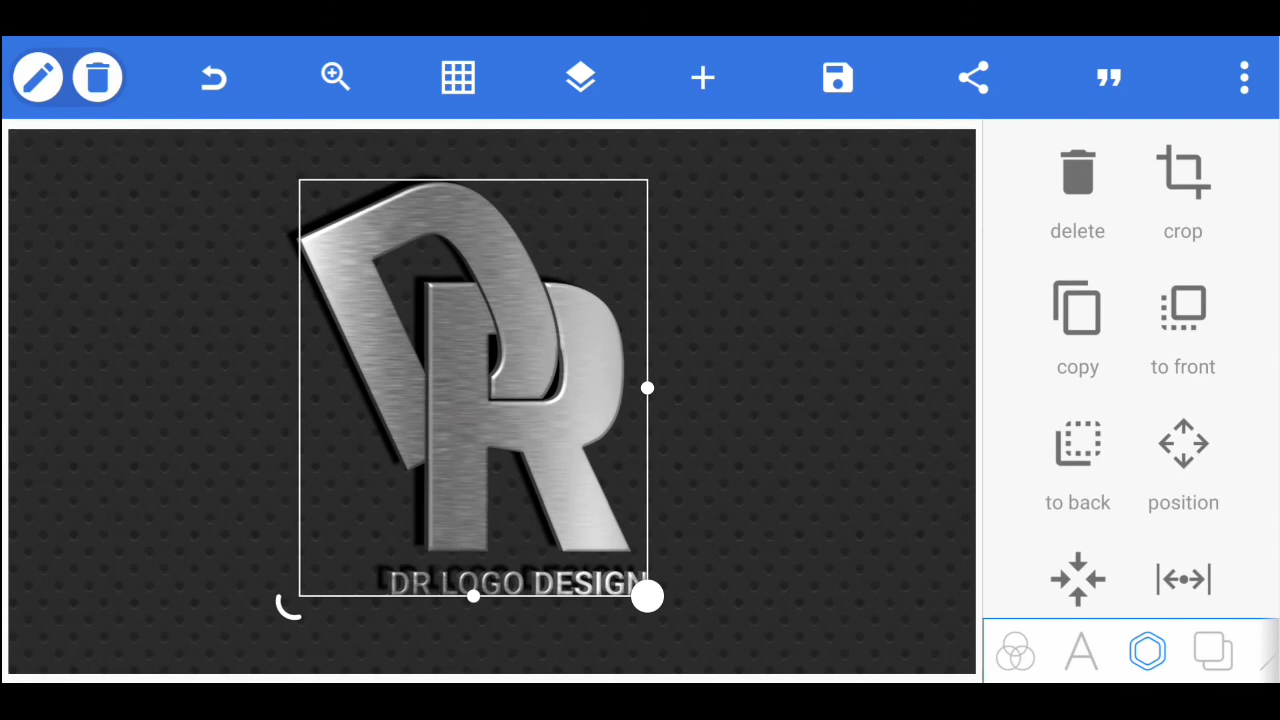 DR
DR LOGO DESIGN
delete crop
copy to front
to back position